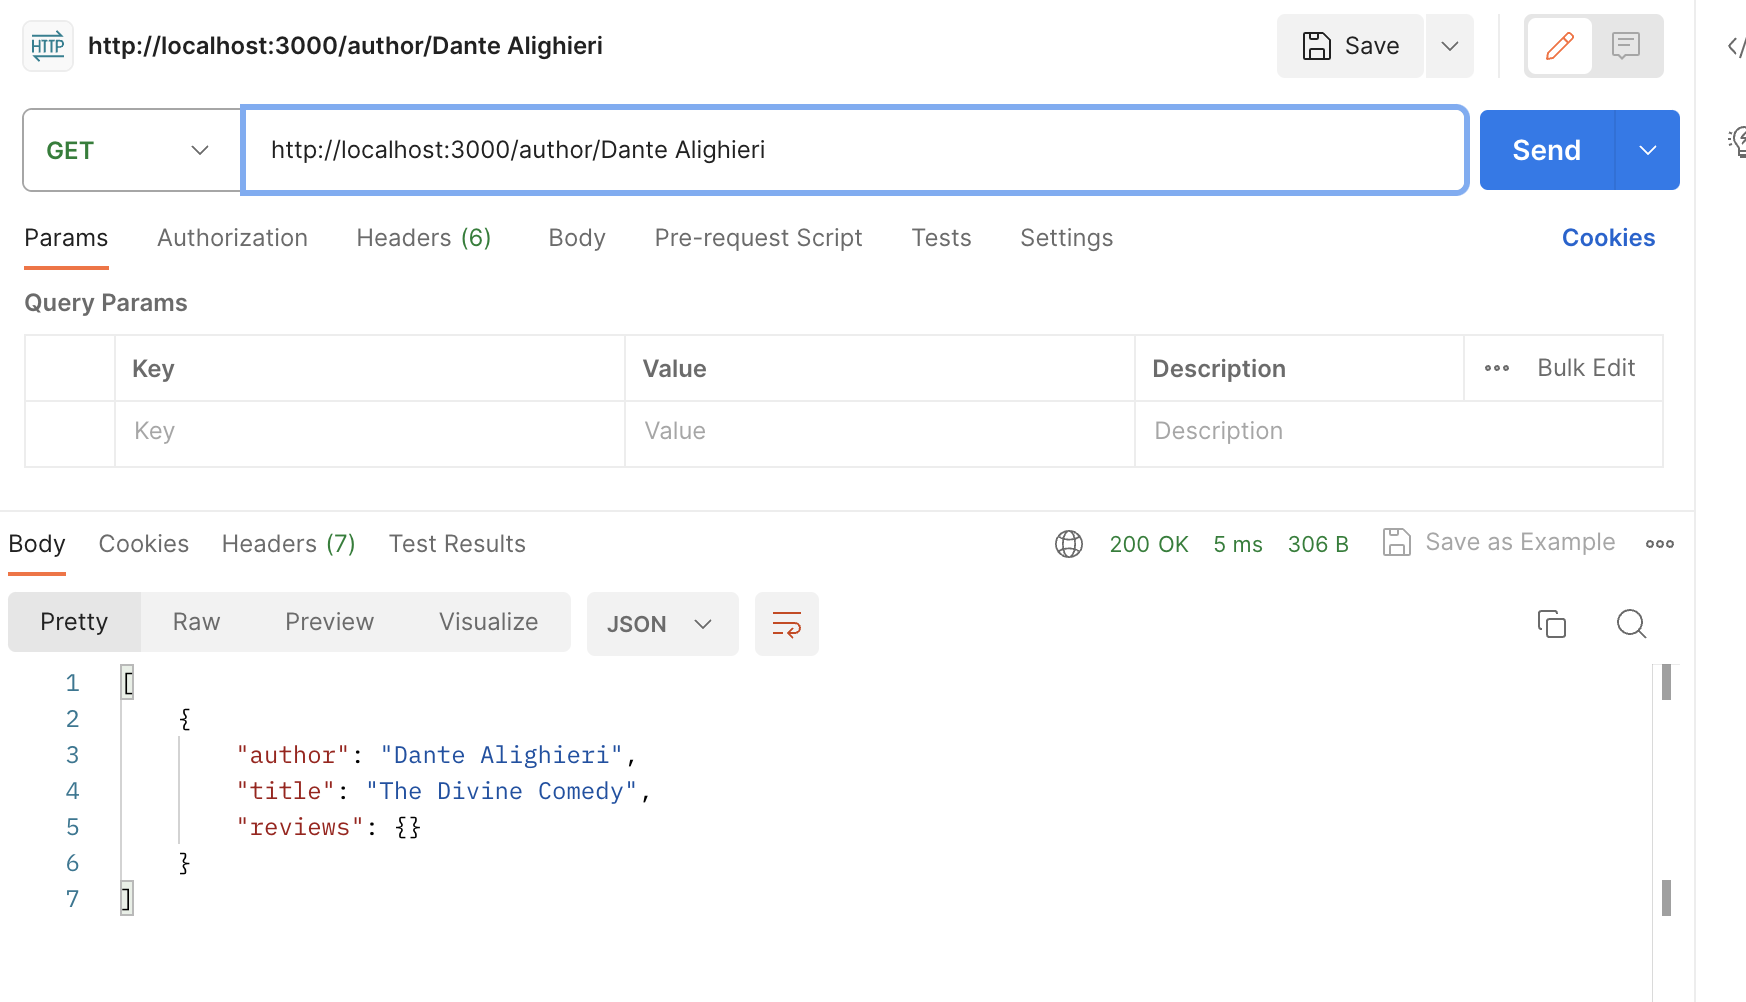 HTTP http://localhost:3000/author/Dante Alighieri Save
GET http://localhost:3000/author/Dante Alighieri Send
Params Authorization Headers (6) Body Pre-request Script Tests Settings Cookies
Query Params
Key Value Description Bulk Edit
Key Value Description
Body Cookies Headers (7) Test Results 200 OK 5 ms 306 B Save as Example
Pretty Raw Preview Visualize JSON
1 [
2 {
3 "author": "Dante Alighieri",
4 "title": "The Divine Comedy",
5 "reviews": {}
6 }
7 ]